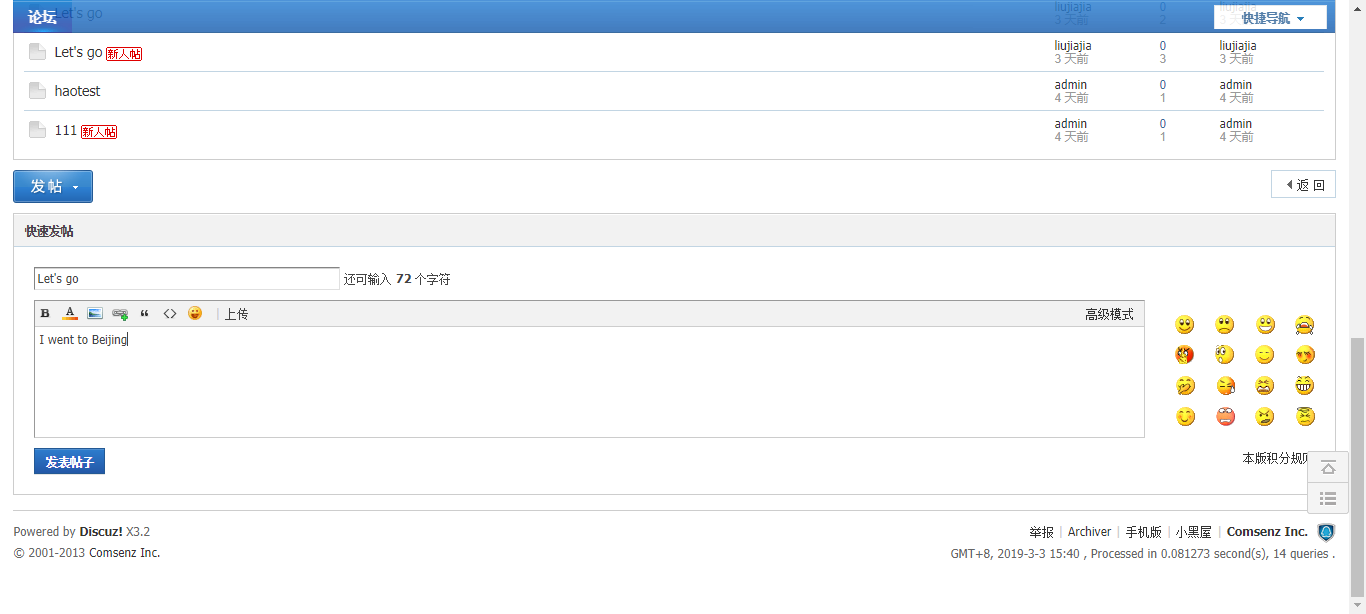 Let's go liujiajia 0 liujiajia
论坛 3 天前 2 3 天前 快捷导航
Let's go 新人帖 liujiajia 0 liujiajia
3 天前 3 3 天前
haotest admin 0 admin
4 天前 1 4 天前
111 新人帖 admin 0 admin
4 天前 1 4 天前
发帖 返回
快速发帖
Let's go 还可输入 72 个字符
B A “ <> 上传 高级模式
I went to Beijing
发表帖子 本版积分规则
Powered by Discuz! X3.2 举报 | Archiver | 手机版 | 小黑屋 | Comsenz Inc.
© 2001-2013 Comsenz Inc. GMT+8, 2019-3-3 15:40 , Processed in 0.081273 second(s), 14 queries .